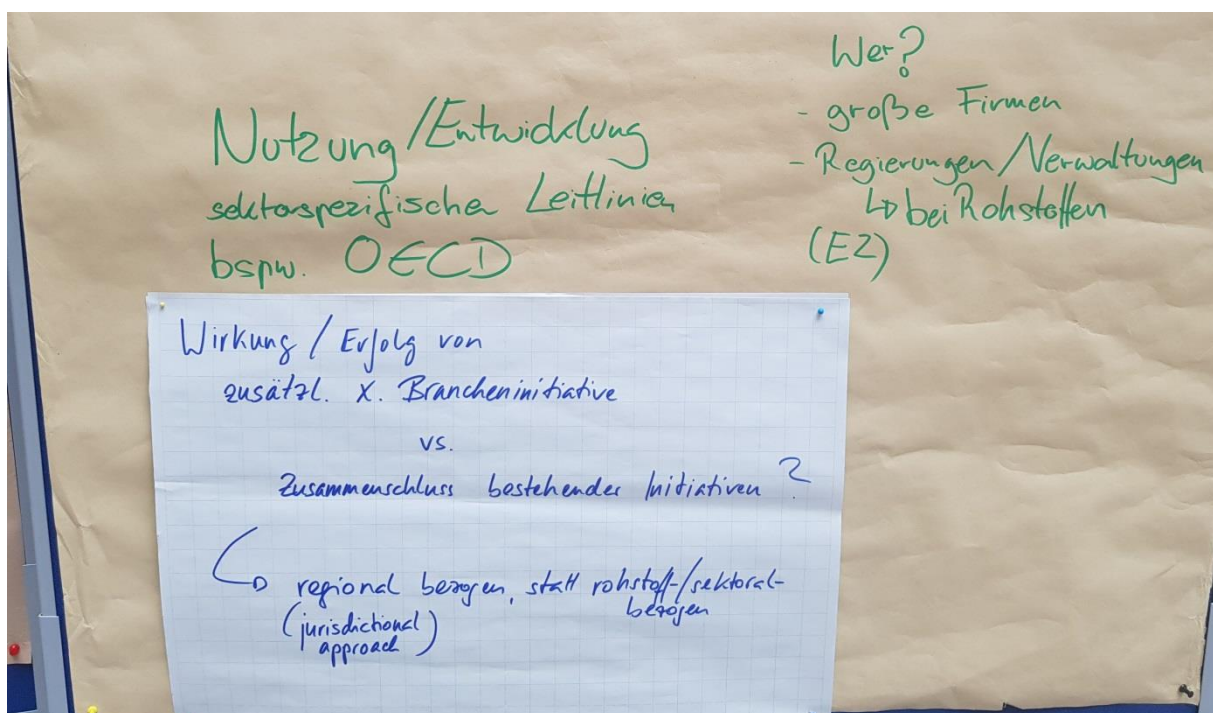 Nutzung/Entwicklung
sektorspezifischer Leitlinien
bspw. OECD
Wer?
- große Firmen
- Regierungen/Verwaltungen
↳ bei Rohstoffen
(EZ)
Wirkung / Erfolg von
zusätzl. X. Brancheninitiative
vs.
Zusammenschluss bestehender Initiativen ?
↳ regional bezogen, statt rohstoff-/sektoral-
bezogen
(jurisdictional
approach)